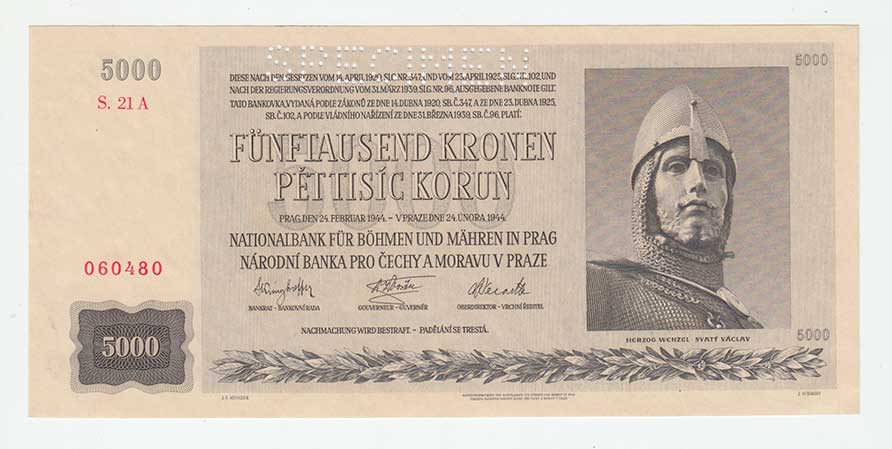 SPECIMEN
5000
5000
S. 21 A
DIESE NACH DEN GESETZEN VOM 14. APRIL 1920, SLG. NR. 347, UND VOM 23. APRIL 1925, SLG. NR. 102, UND
NACH DER REGIERUNGSVERORDNUNG VOM 31. MÄRZ 1939, SLG. NR. 96, AUSGEGEBENE BANKNOTE GILT.
TATO BANKOVKA, VYDANÁ PODLE ZÁKONŮ ZE DNE 14. DUBNA 1920, SB. Č. 347, A ZE DNE 23. DUBNA 1925,
SB. Č. 102, A PODLE VLÁDNÍHO NAŘÍZENÍ ZE DNE 31. BŘEZNA 1939, SB. Č. 96, PLATÍ:
FÜNFTAUSEND KRONEN
PĚTTISÍC KORUN
PRAG, DEN 24. FEBRUAR 1944. – V PRAZE DNE 24. ÚNORA 1944.
NATIONALBANK FÜR BÖHMEN UND MÄHREN IN PRAG
NÁRODNÍ BANKA PRO ČECHY A MORAVU V PRAZE
060480
BANKRAT - BANKOVNÍ RADA
GOUVERNEUR - GUVERNÉR
OBERDIREKTOR - VRCHNÍ ŘEDITEL
NACHMACHUNG WIRD BESTRAFT. – PADĚLÁNÍ SE TRESTÁ.
5000
HERZOG WENZEL SVATÝ VÁCLAV
5000